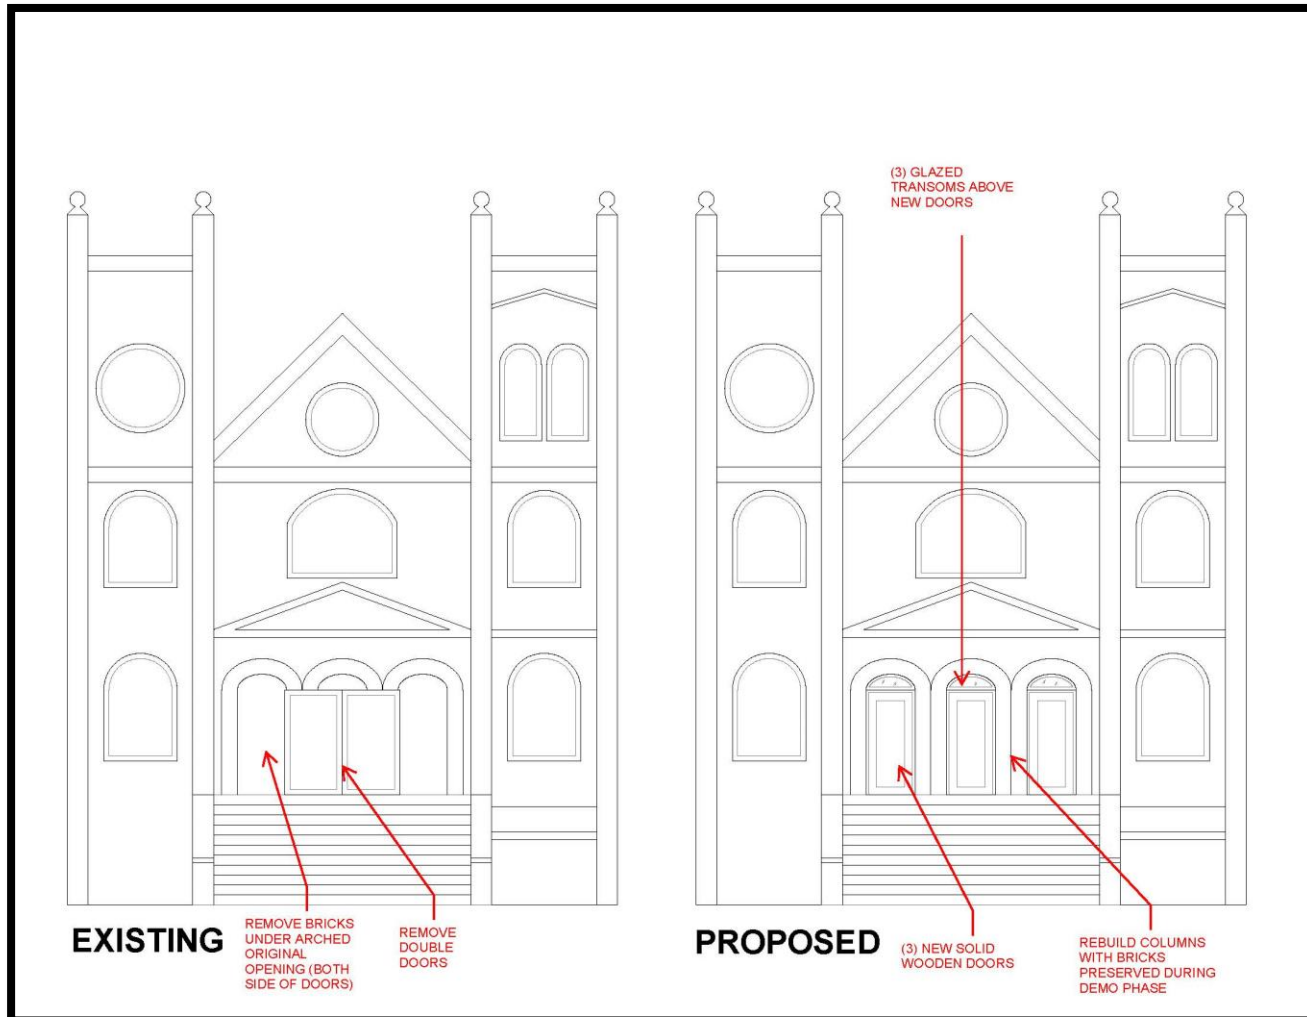 (3) GLAZED
TRANSOMS ABOVE
NEW DOORS
EXISTING
REMOVE BRICKS
UNDER ARCHED
ORIGINAL
OPENING (BOTH
SIDE OF DOORS)
REMOVE
DOUBLE
DOORS
PROPOSED
(3) NEW SOLID
WOODEN DOORS
REBUILD COLUMNS
WITH BRICKS
PRESERVED DURING
DEMO PHASE